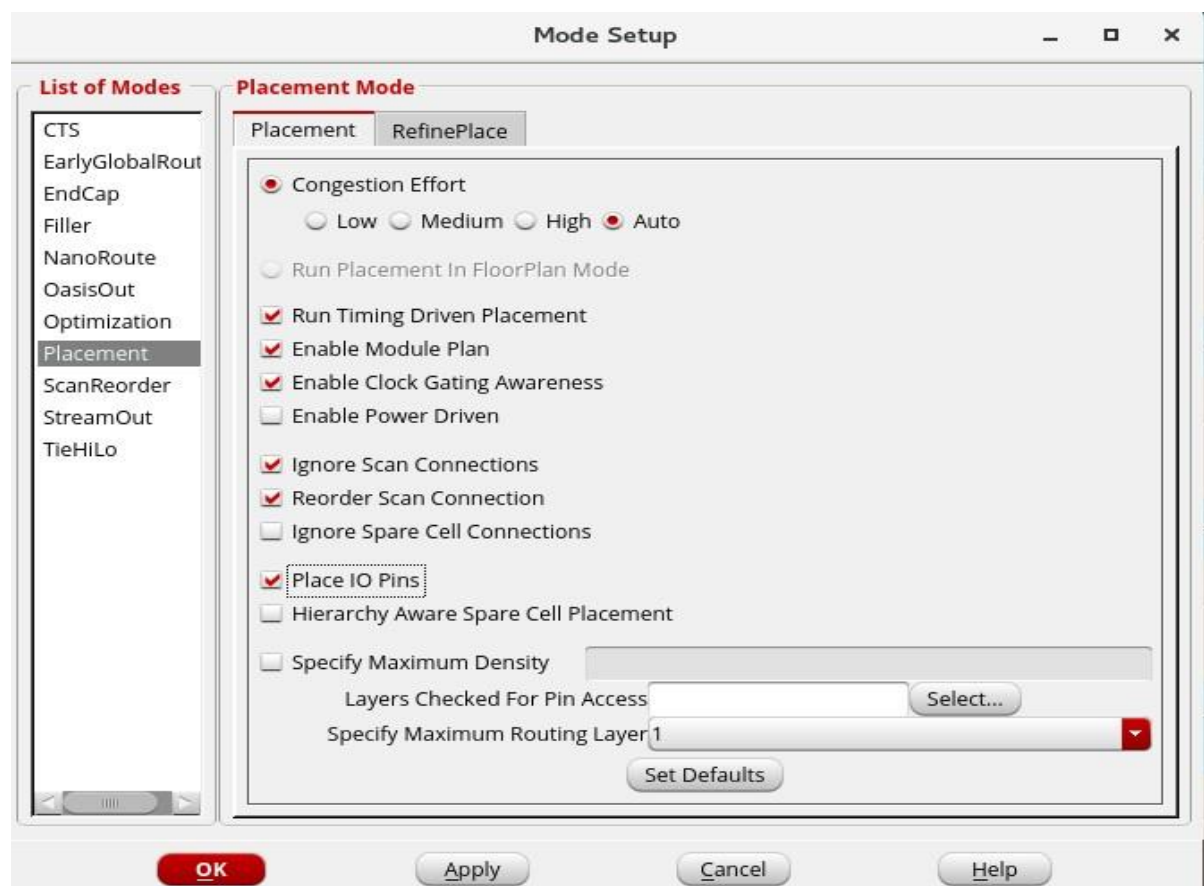 Mode Setup
List of Modes
CTS
EarlyGlobalRout
EndCap
Filler
NanoRoute
OasisOut
Optimization
Placement
ScanReorder
StreamOut
TieHiLo
Placement Mode
Placement RefinePlace
Congestion Effort
Low Medium High Auto
Run Placement In FloorPlan Mode
Run Timing Driven Placement
Enable Module Plan
Enable Clock Gating Awareness
Enable Power Driven
Ignore Scan Connections
Reorder Scan Connection
Ignore Spare Cell Connections
Place IO Pins
Hierarchy Aware Spare Cell Placement
Specify Maximum Density
Layers Checked For Pin Access Select...
Specify Maximum Routing Layer 1
Set Defaults
OK Apply Cancel Help